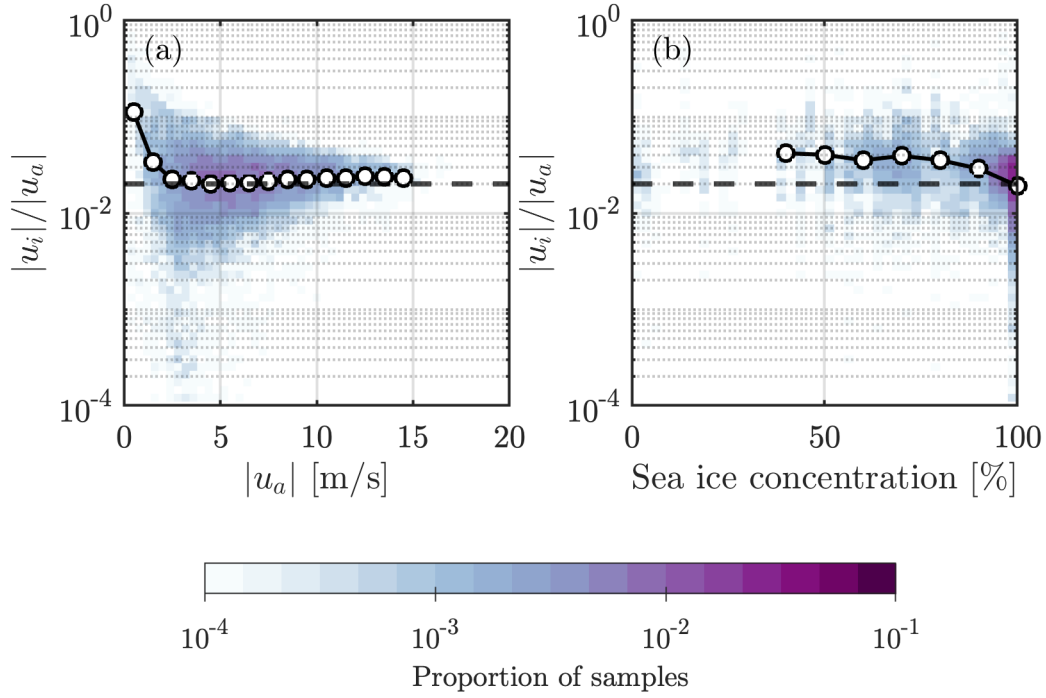 10^0
(a)
|u_i|/|u_a|
10^-2
10^-4
0 5 10 15 20
|u_a| [m/s]
10^0
(b)
|u_i|/|u_a|
10^-2
10^-4
0 50 100
Sea ice concentration [%]
10^-4 10^-3 10^-2 10^-1
Proportion of samples